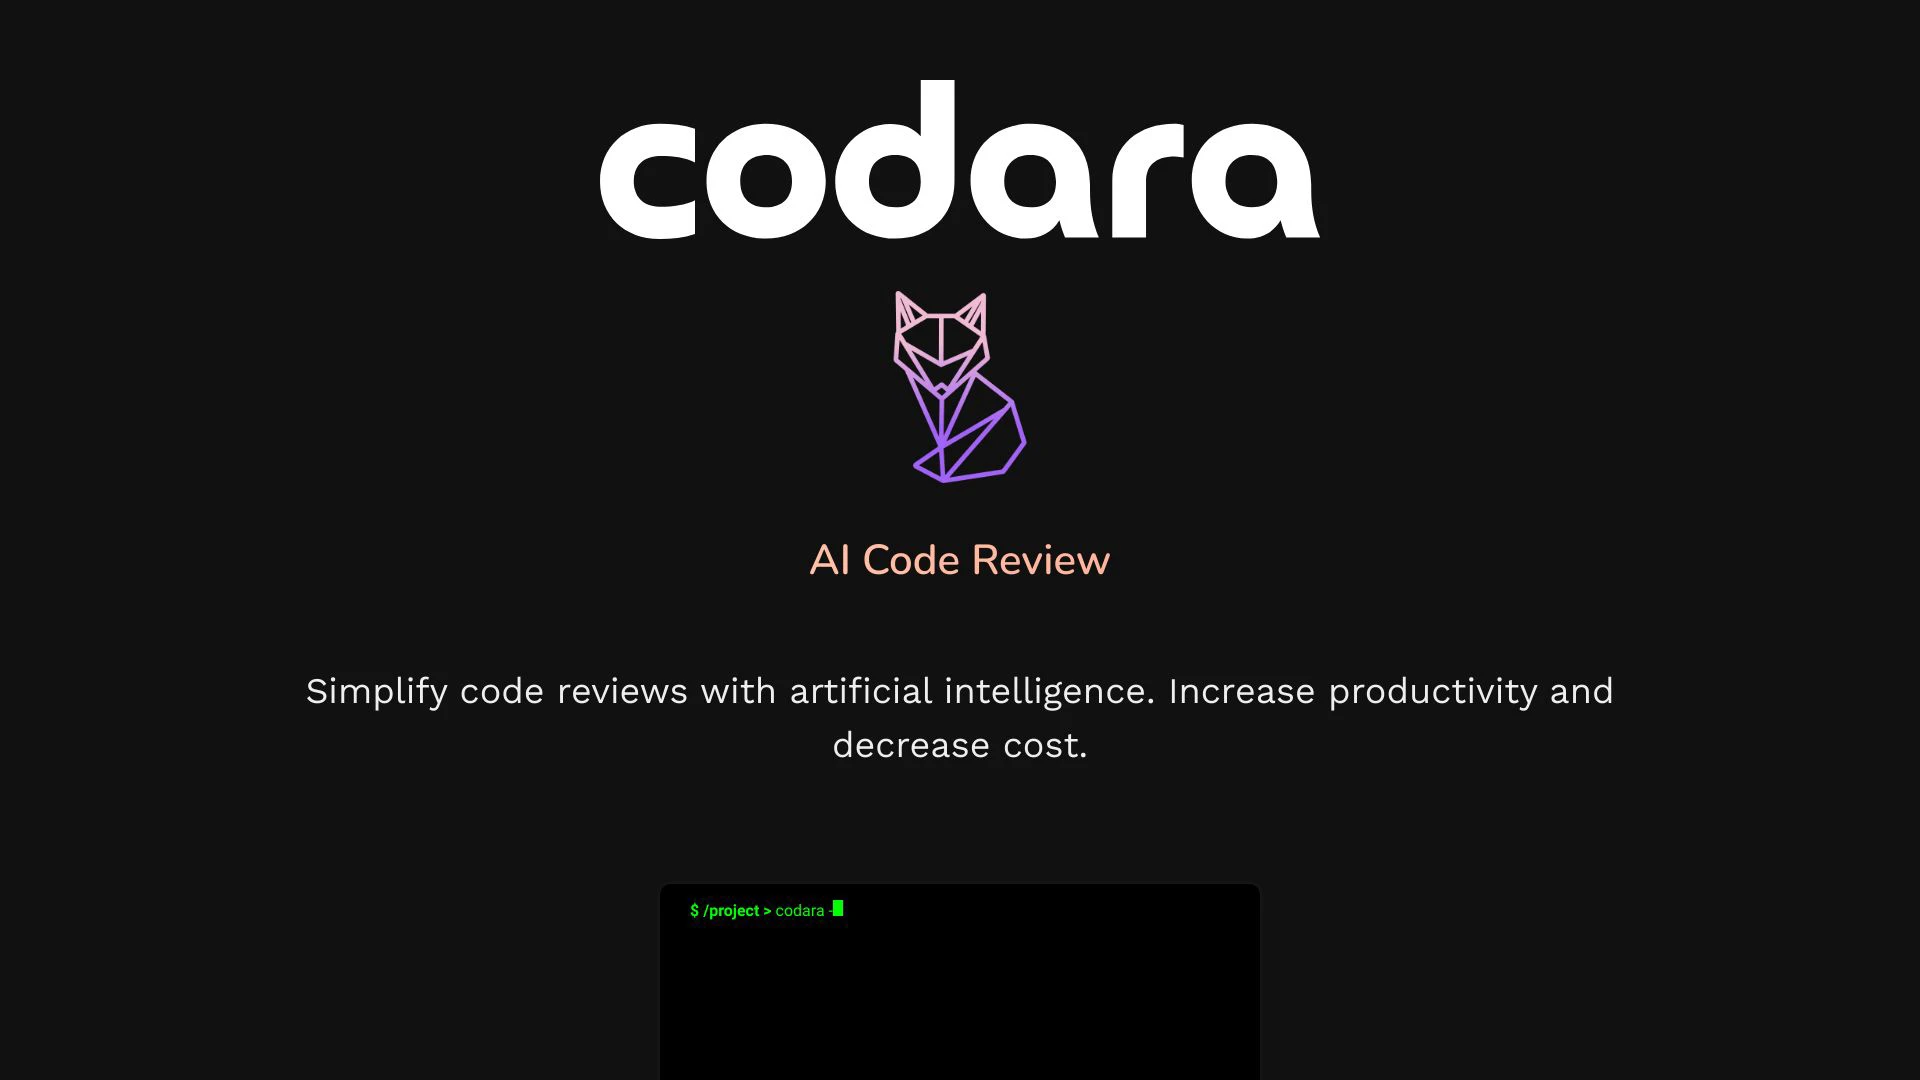 codara
AI Code Review
Simplify code reviews with artificial intelligence. Increase productivity and
decrease cost.
$ /project > codara -